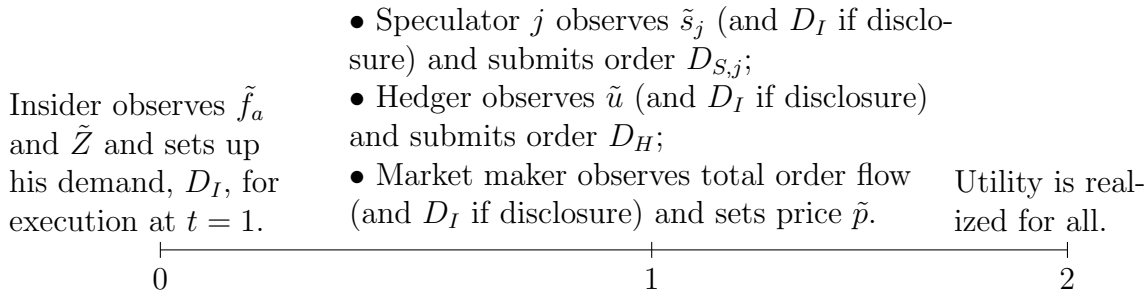 Insider observes f̃_a
and Z̃ and sets up
his demand, D_I, for
execution at t = 1.
• Speculator j observes s̃_j (and D_I if disclo-
sure) and submits order D_{S,j};
• Hedger observes ũ (and D_I if disclosure)
and submits order D_H;
• Market maker observes total order flow
(and D_I if disclosure) and sets price p̃.
Utility is real-
ized for all.
0 1 2